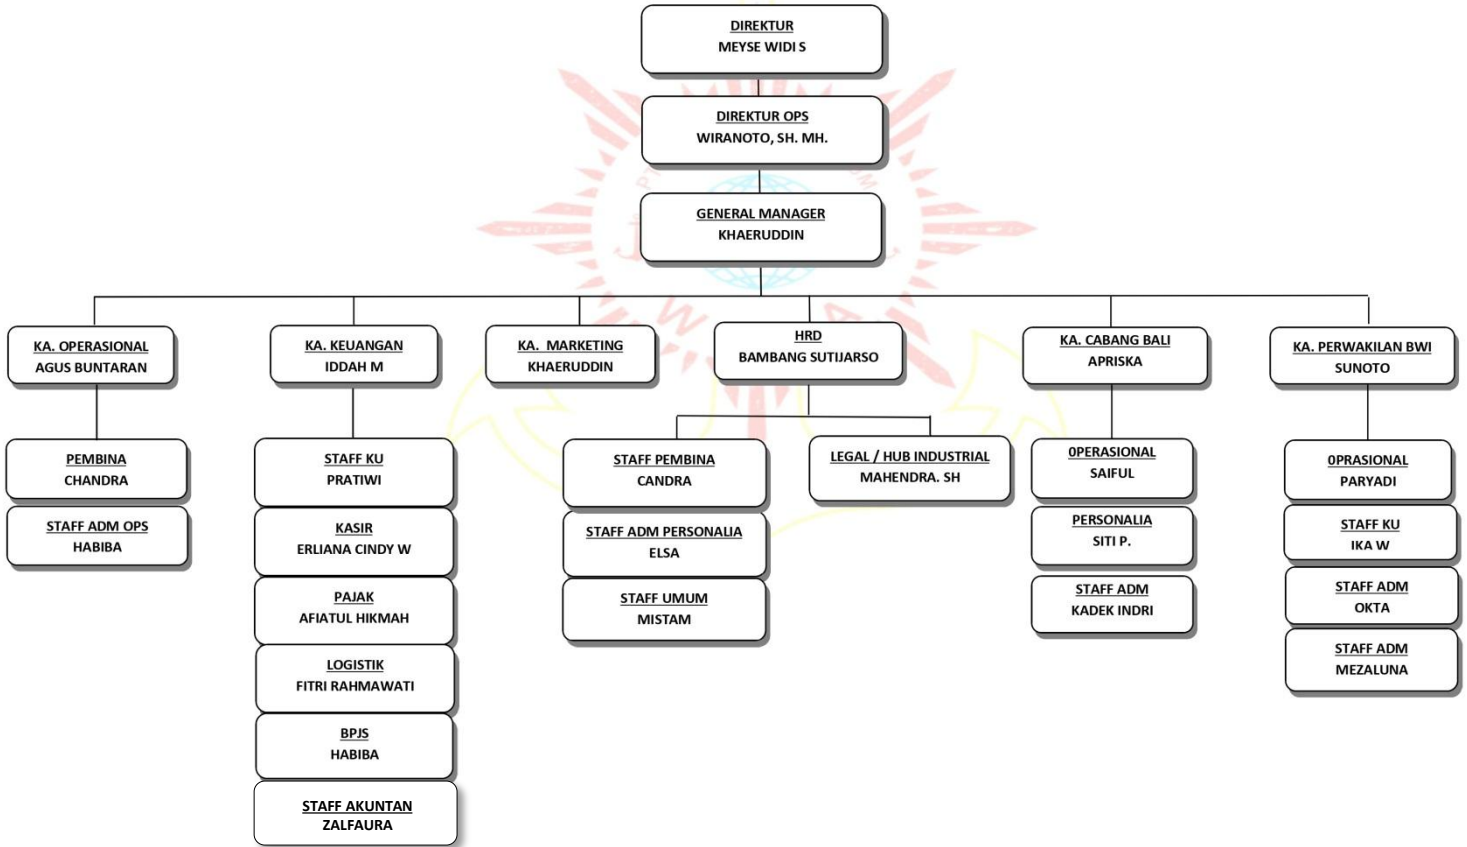 DIREKTUR
MEYSE WIDI S
DIREKTUR OPS
WIRANOTO, SH. MH.
GENERAL MANAGER
KHAERUDDIN
KA. OPERASIONAL
AGUS BUNTARAN
KA. KEUANGAN
IDDAH M
KA. MARKETING
KHAERUDDIN
HRD
BAMBANG SUTIJARSO
KA. CABANG BALI
APRISKA
KA. PERWAKILAN BWI
SUNOTO
PEMBINA
CHANDRA
STAFF ADM OPS
HABIBA
STAFF KU
PRATIWI
KASIR
ERLIANA CINDY W
PAJAK
AFIATUL HIKMAH
LOGISTIK
FITRI RAHMAWATI
BPJS
HABIBA
STAFF AKUNTAN
ZALFAURA
STAFF PEMBINA
CANDRA
STAFF ADM PERSONALIA
ELSA
STAFF UMUM
MISTAM
LEGAL / HUB INDUSTRIAL
MAHENDRA. SH
0PERASIONAL
SAIFUL
PERSONALIA
SITI P.
STAFF ADM
KADEK INDRI
0PRASIONAL
PARYADI
STAFF KU
IKA W
STAFF ADM
OKTA
STAFF ADM
MEZALUNA